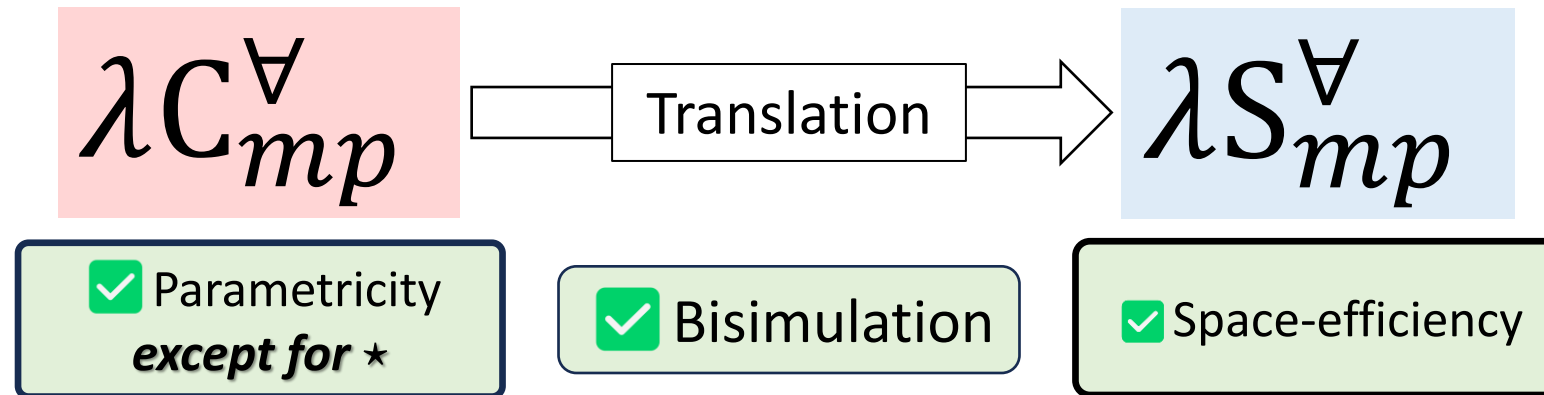 λC∀mp
Translation
λS∀mp
✅ Parametricity
except for ⋆
✅ Bisimulation
✅ Space-efficiency